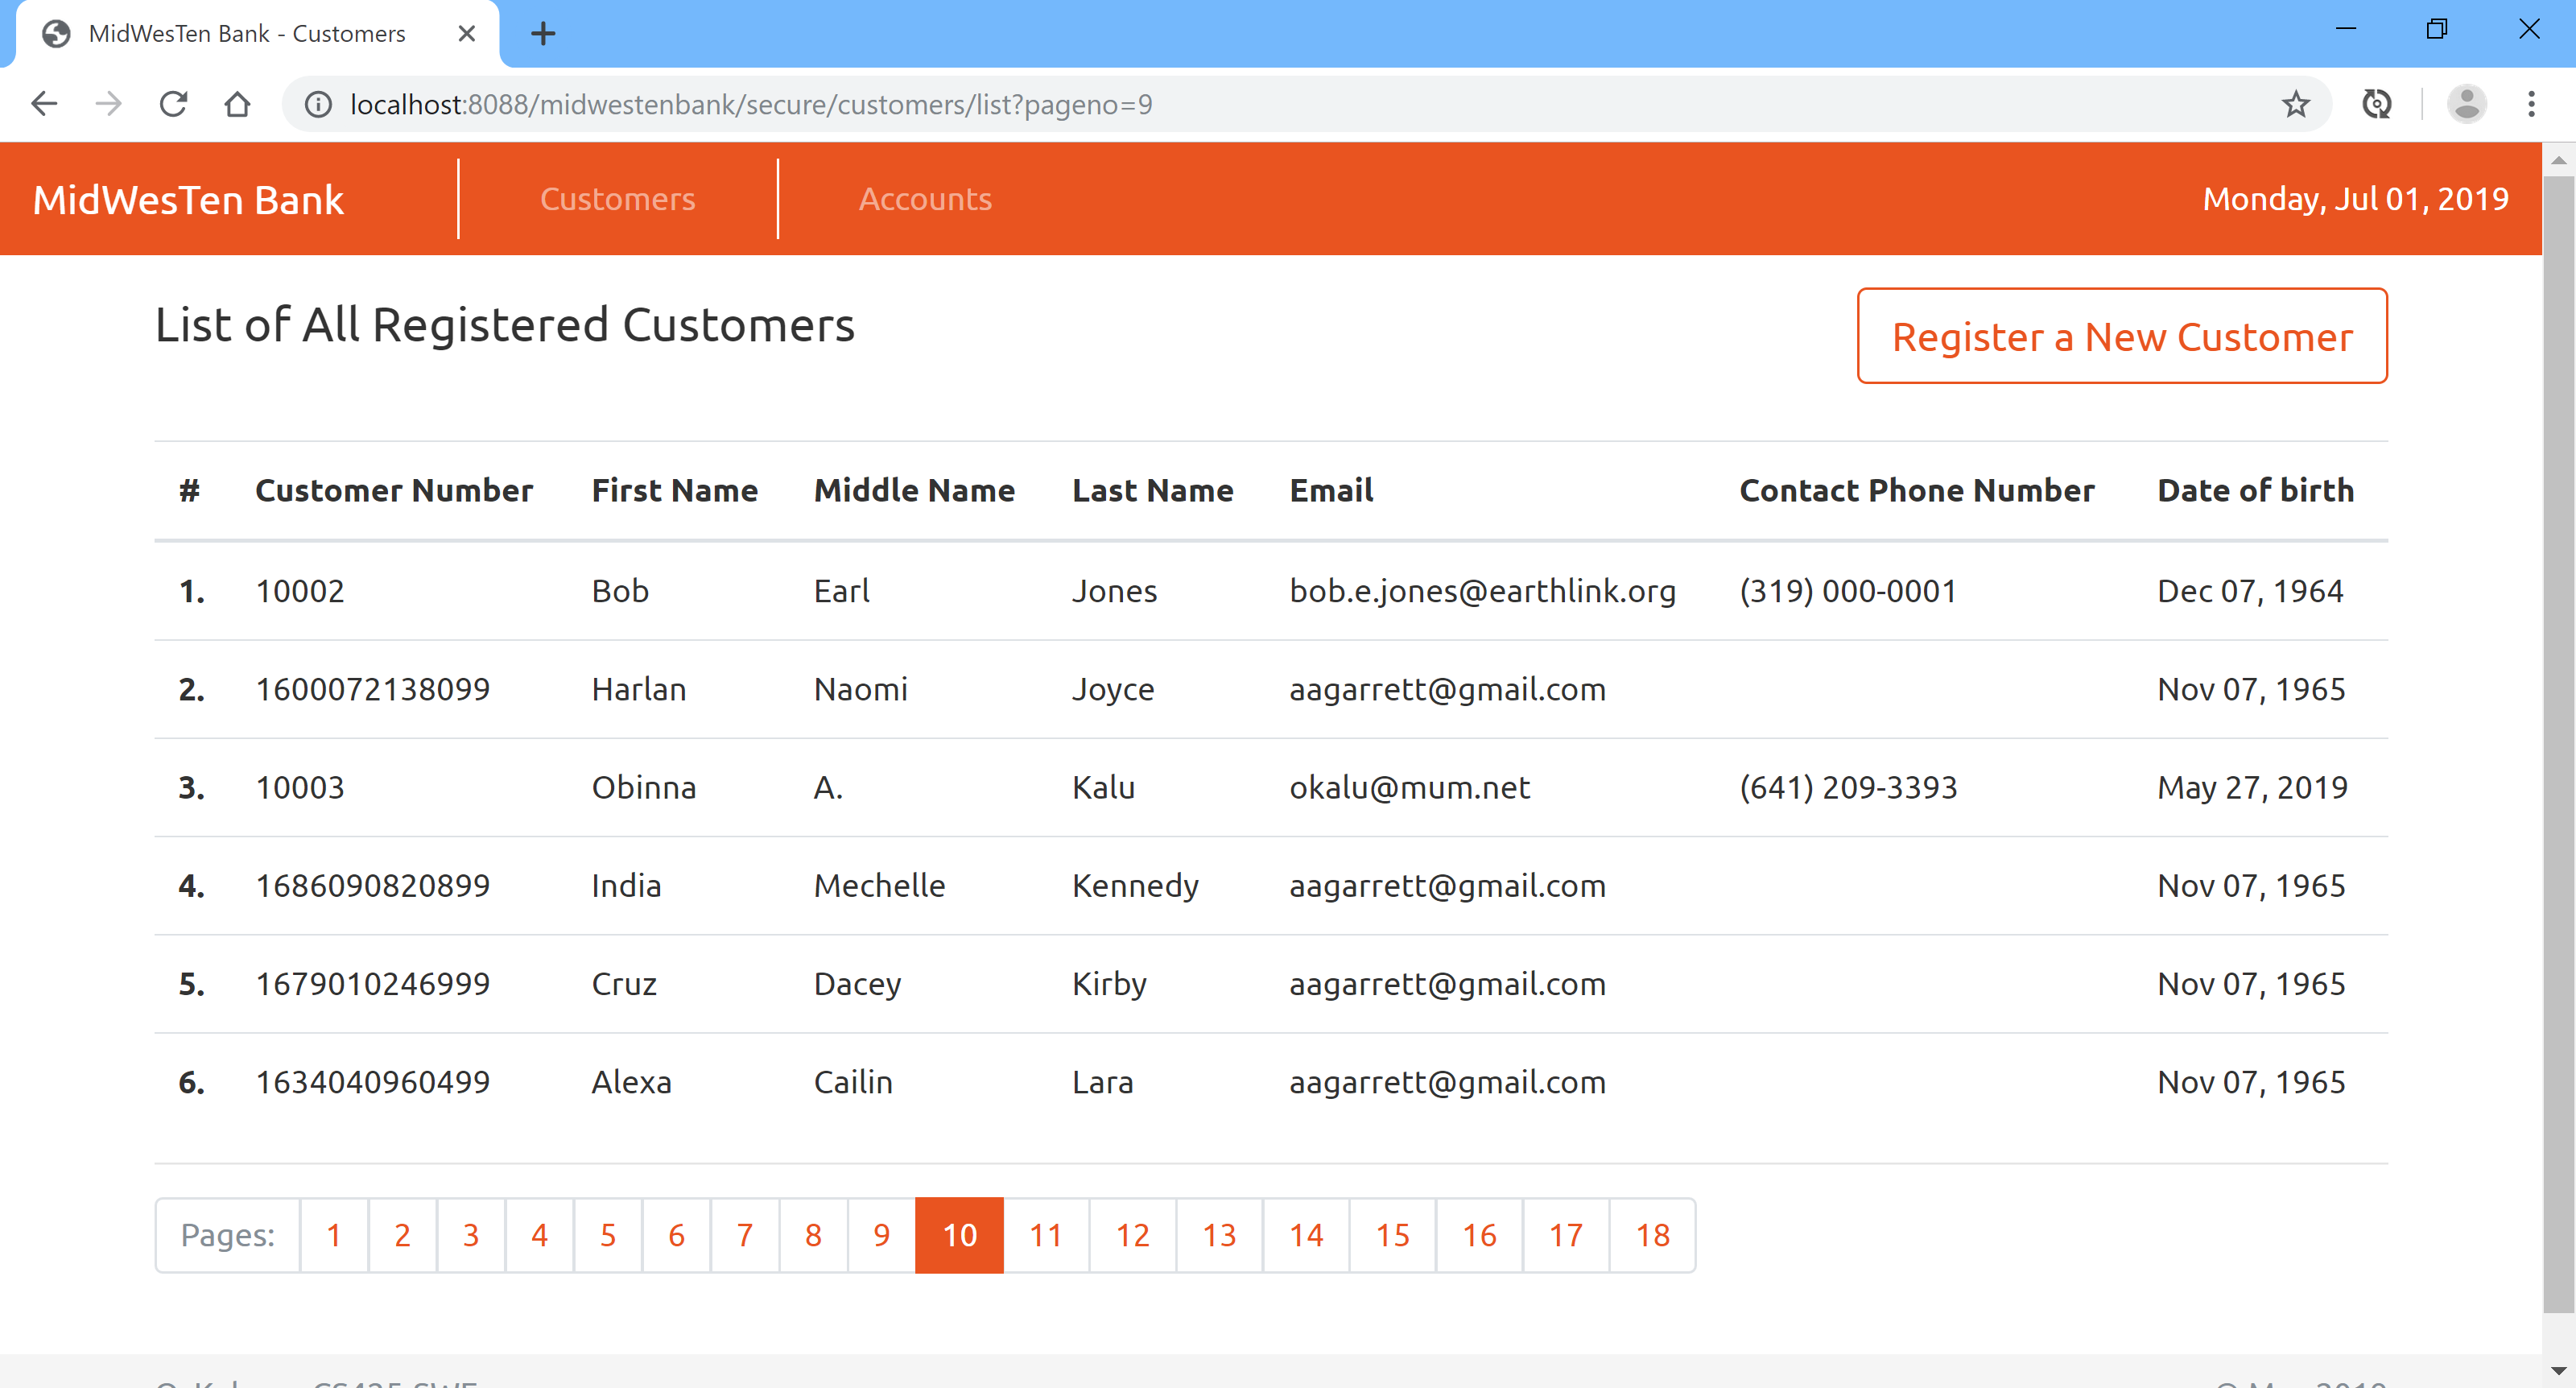 MidWesTen Bank - Customers
localhost:8088/midwestenbank/secure/customers/list?pageno=9
MidWesTen Bank Customers Accounts Monday, Jul 01, 2019
List of All Registered Customers Register a New Customer
# Customer Number First Name Middle Name Last Name Email Contact Phone Number Date of birth
1. 10002 Bob Earl Jones bob.e.jones@earthlink.org (319) 000-0001 Dec 07, 1964
2. 1600072138099 Harlan Naomi Joyce aagarrett@gmail.com Nov 07, 1965
3. 10003 Obinna A. Kalu okalu@mum.net (641) 209-3393 May 27, 2019
4. 1686090820899 India Mechelle Kennedy aagarrett@gmail.com Nov 07, 1965
5. 1679010246999 Cruz Dacey Kirby aagarrett@gmail.com Nov 07, 1965
6. 1634040960499 Alexa Cailin Lara aagarrett@gmail.com Nov 07, 1965
Pages: 1 2 3 4 5 6 7 8 9 10 11 12 13 14 15 16 17 18